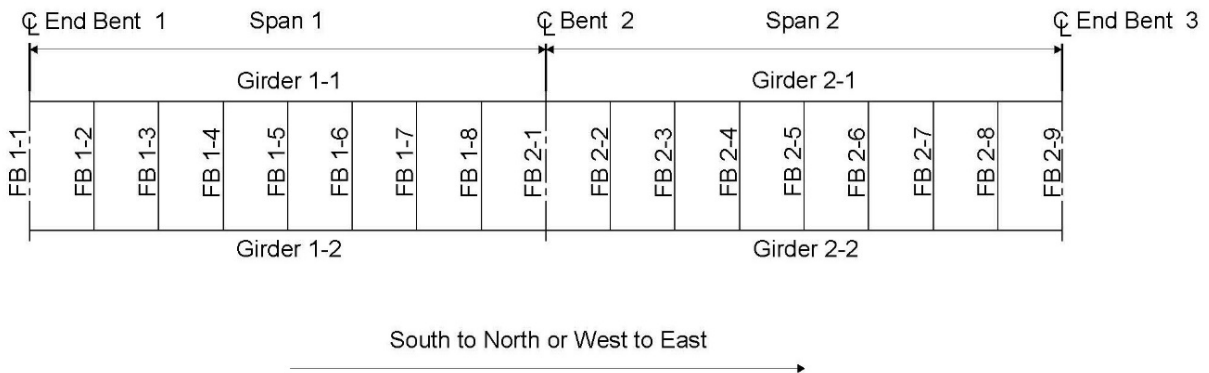 ℄ End Bent 1 Span 1 ℄ Bent 2 Span 2 ℄ End Bent 3
Girder 1-1 Girder 2-1
FB 1-1 FB 1-2 FB 1-3 FB 1-4 FB 1-5 FB 1-6 FB 1-7 FB 1-8 FB 2-1 FB 2-2 FB 2-3 FB 2-4 FB 2-5 FB 2-6 FB 2-7 FB 2-8 FB 2-9
Girder 1-2 Girder 2-2
South to North or West to East